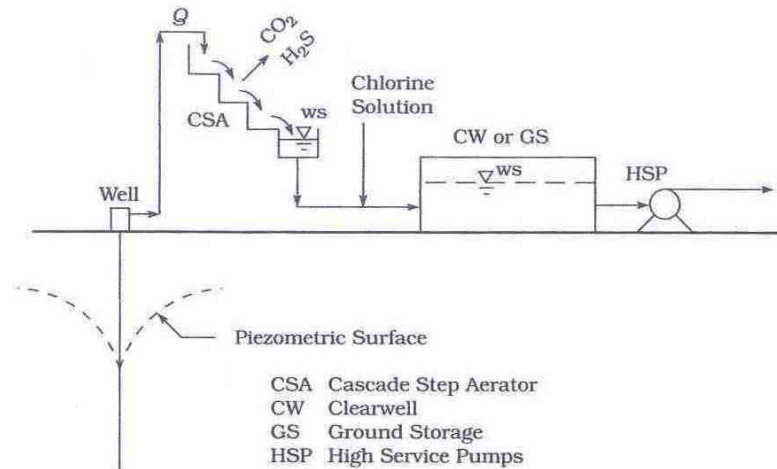 Q
CO2
H2S
Chlorine
Solution
CSA
WS
CW or GS
WS
HSP
Well
Piezometric Surface
CSA Cascade Step Aerator
CW Clearwell
GS Ground Storage
HSP High Service Pumps